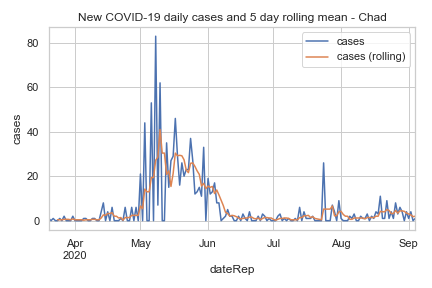 New COVID-19 daily cases and 5 day rolling mean - Chad
cases
cases (rolling)
80
60
40
20
0
cases
Apr
2020
May
Jun
Jul
Aug
Sep
dateRep